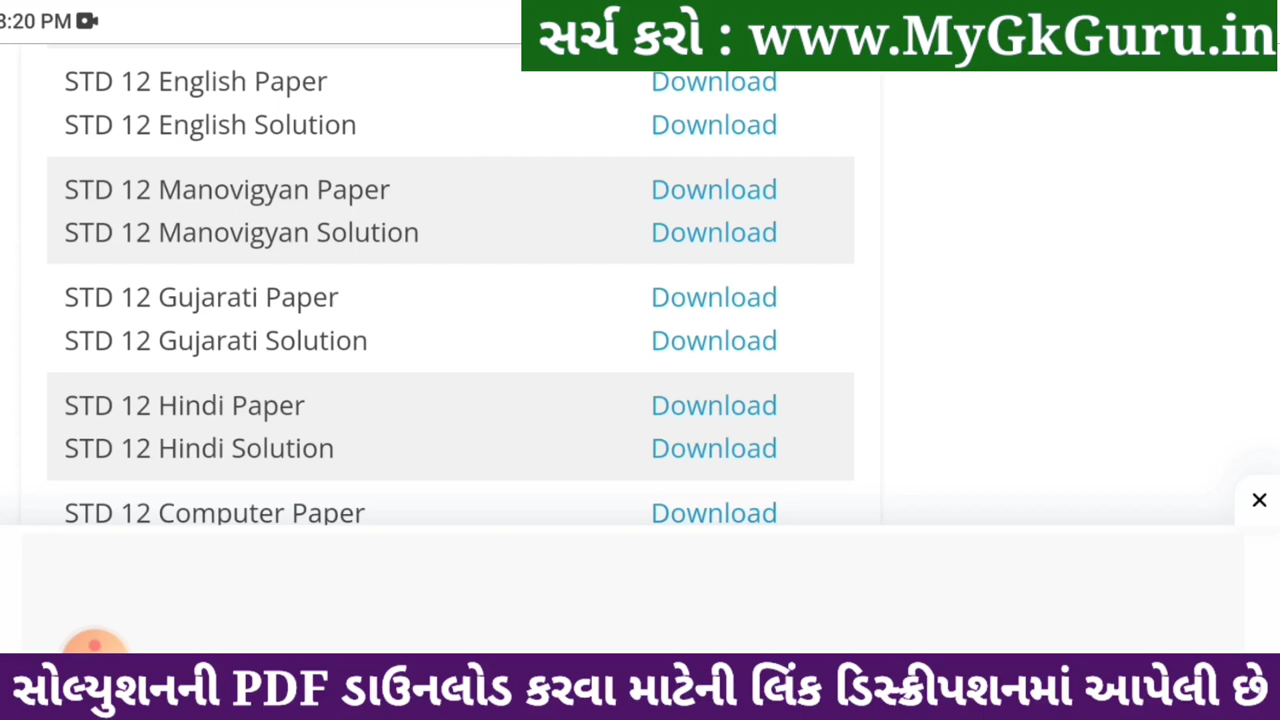 3:20 PM
સર્ચ કરો : www.MyGkGuru.in
STD 12 English Paper Download
STD 12 English Solution Download
STD 12 Manovigyan Paper Download
STD 12 Manovigyan Solution Download
STD 12 Gujarati Paper Download
STD 12 Gujarati Solution Download
STD 12 Hindi Paper Download
STD 12 Hindi Solution Download
STD 12 Computer Paper Download
સોલ્યુશનની PDF ડાઉનલોડ કરવા માટેની લિંક ડિસ્ક્રીપશનમાં આપેલી છે